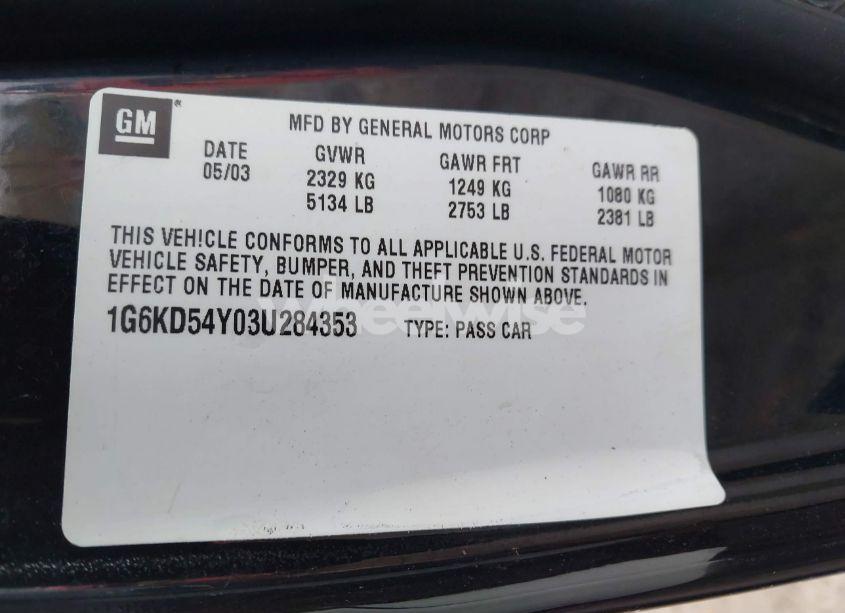 GM ®
MFD BY GENERAL MOTORS CORP
DATE GVWR GAWR FRT GAWR RR
05/03 2329 KG 1249 KG 1080 KG
5134 LB 2753 LB 2381 LB
THIS VEHICLE CONFORMS TO ALL APPLICABLE U.S. FEDERAL MOTOR
VEHICLE SAFETY, BUMPER, AND THEFT PREVENTION STANDARDS IN
EFFECT ON THE DATE OF MANUFACTURE SHOWN ABOVE.
1G6KD54Y03U284353 TYPE: PASS CAR
Wheelwise